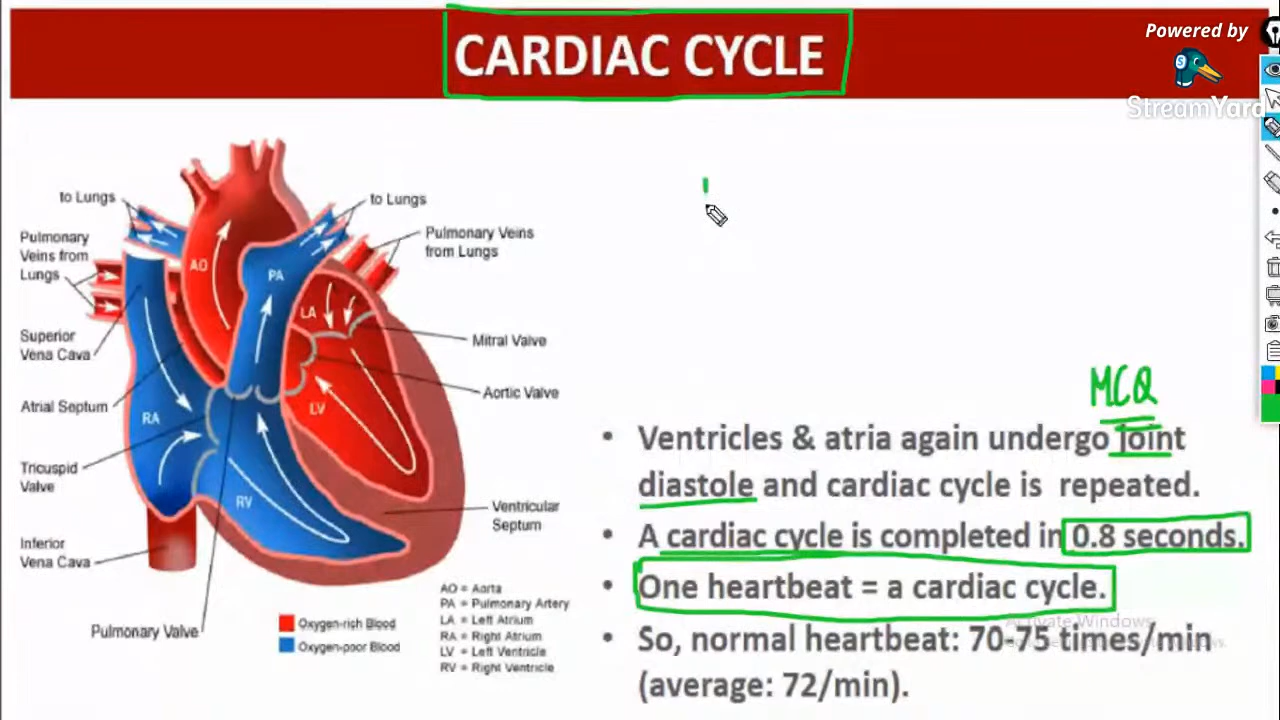 CARDIAC CYCLE
Powered by
StreamYard
to Lungs
to Lungs
Pulmonary
Veins from
Lungs
Pulmonary Veins
from Lungs
AO
PA
LA
Superior
Vena Cava
Mitral Valve
Aortic Valve
Atrial Septum
RA
LV
Tricuspid
Valve
RV
Ventricular
Septum
Inferior
Vena Cava
Pulmonary Valve
Oxygen-rich Blood
Oxygen-poor Blood
AO = Aorta
PA = Pulmonary Artery
LA = Left Atrium
RA = Right Atrium
LV = Left Ventricle
RV = Right Ventricle
MCQ
• Ventricles & atria again undergo joint
diastole and cardiac cycle is repeated.
• A cardiac cycle is completed in 0.8 seconds.
• One heartbeat = a cardiac cycle.
Activate Windows
• So, normal heartbeat: 70-75 times/min
(average: 72/min).